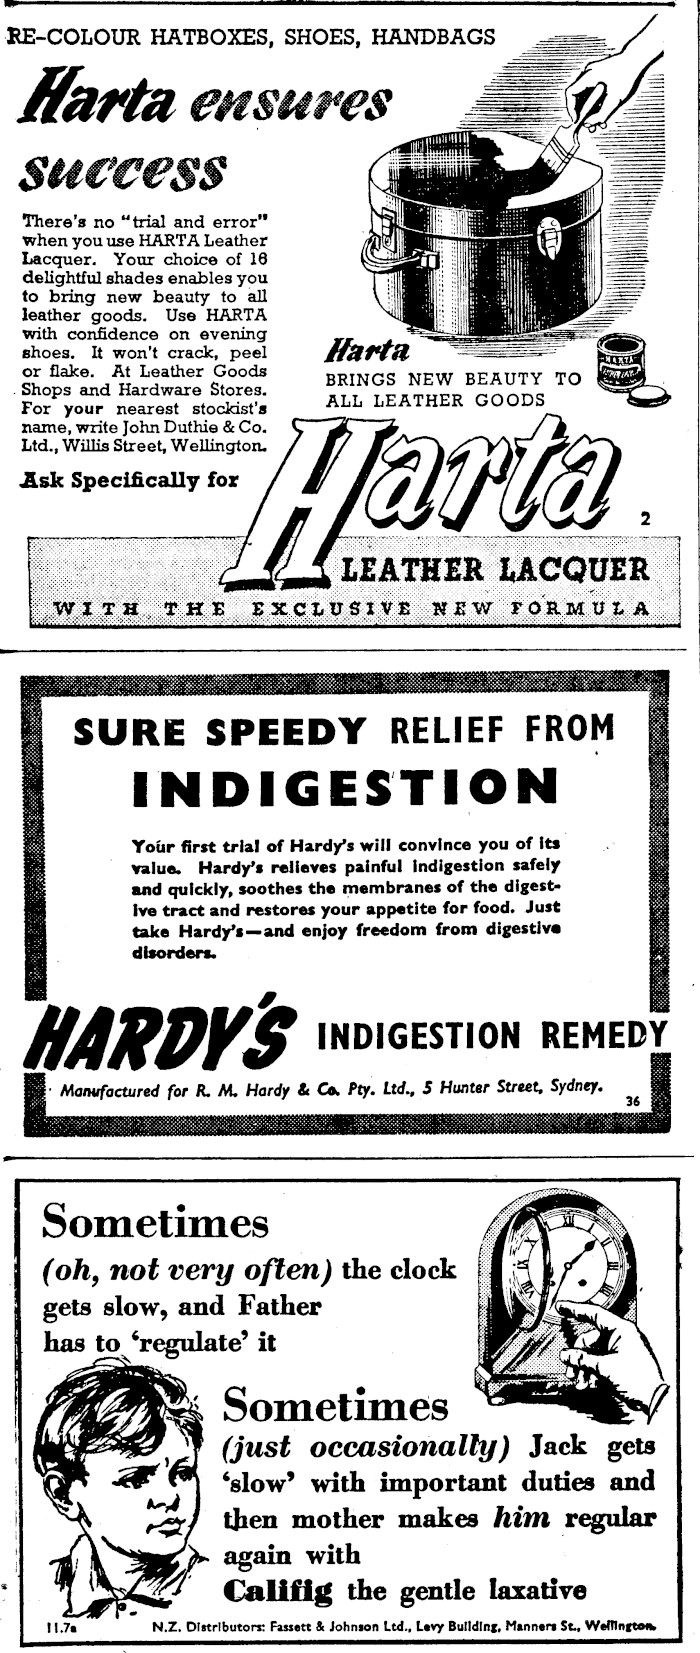 RE-COLOUR HATBOXES, SHOES, HANDBAGS
Harta ensures
success
There's no "trial and error"
when you use HARTA Leather
Lacquer. Your choice of 16
delightful shades enables you
to bring new beauty to all
leather goods. Use HARTA
with confidence on evening
shoes. It won't crack, peel
or flake. At Leather Goods
Shops and Hardware Stores.
For your nearest stockist's
name, write John Duthie & Co.
Ltd., Willis Street, Wellington.
Ask Specifically for
HARTA
Harta
BRINGS NEW BEAUTY TO
ALL LEATHER GOODS
Harta
2
LEATHER LACQUER
WITH THE EXCLUSIVE NEW FORMULA
SURE SPEEDY RELIEF FROM
INDIGESTION
Your first trial of Hardy's will convince you of its
value. Hardy's relieves painful indigestion safely
and quickly, soothes the membranes of the digest-
ive tract and restores your appetite for food. Just
take Hardy's—and enjoy freedom from digestive
disorders.
HARDY'S INDIGESTION REMEDY
Manufactured for R. M. Hardy & Co. Pty. Ltd., 5 Hunter Street, Sydney.
36
Sometimes
(oh, not very often) the clock
gets slow, and Father
has to 'regulate' it
Sometimes
(just occasionally) Jack gets
'slow' with important duties and
then mother makes him regular
again with
Califig the gentle laxative
11.7a N.Z. Distributors: Fassett & Johnson Ltd., Levy Building, Manners St., Wellington.